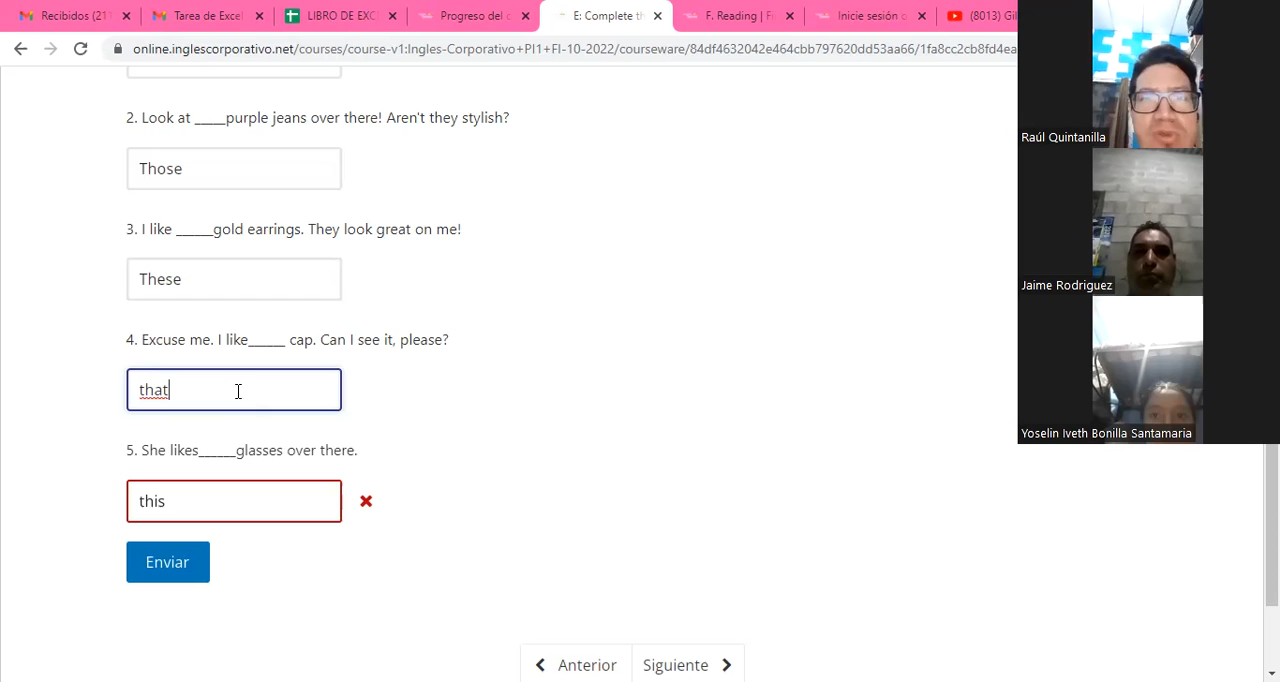 Recibidos (21
Tarea de Exce
LIBRO DE EXC
Progreso del
E: Complete th
F. Reading | F
Inicie sesión
(8013) Gil
online.inglescorporativo.net/courses/course-v1:Ingles-Corporativo+PI1+FI-10-2022/courseware/84df4632042e464cbb797620dd53aa66/1fa8cc2cb8fd4ea
2. Look at _____purple jeans over there! Aren't they stylish?
Those
3. I like ______gold earrings. They look great on me!
These
4. Excuse me. I like______ cap. Can I see it, please?
that
5. She likes______glasses over there.
this
Enviar
Anterior
Siguiente
Raúl Quintanilla
Jaime Rodriguez
Yoselin Iveth Bonilla Santamaria